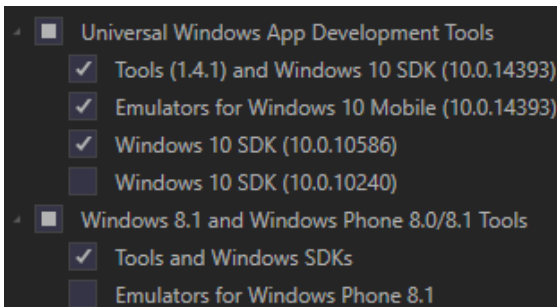 Universal Windows App Development Tools
Tools (1.4.1) and Windows 10 SDK (10.0.14393)
Emulators for Windows 10 Mobile (10.0.14393)
Windows 10 SDK (10.0.10586)
Windows 10 SDK (10.0.10240)
Windows 8.1 and Windows Phone 8.0/8.1 Tools
Tools and Windows SDKs
Emulators for Windows Phone 8.1